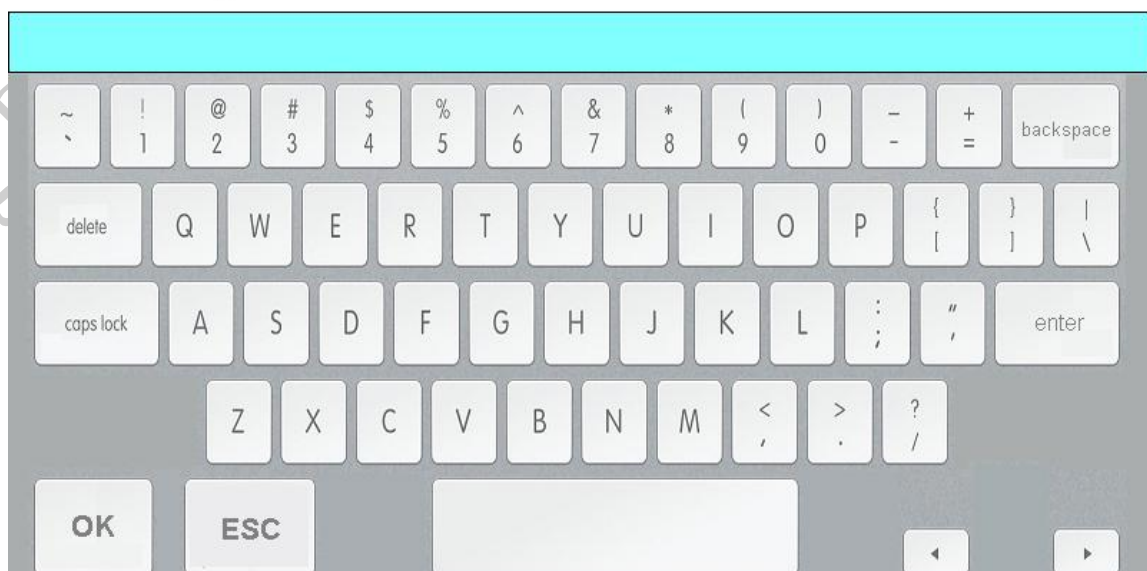 ~ ! @ # $ % ^ & * ( ) – +
` 1 2 3 4 5 6 7 8 9 0 - = backspace
delete Q W E R T Y U I O P { } |
[ ] \
caps lock A S D F G H J K L : " enter
; '
Z X C V B N M < > ?
, . /
OK ESC